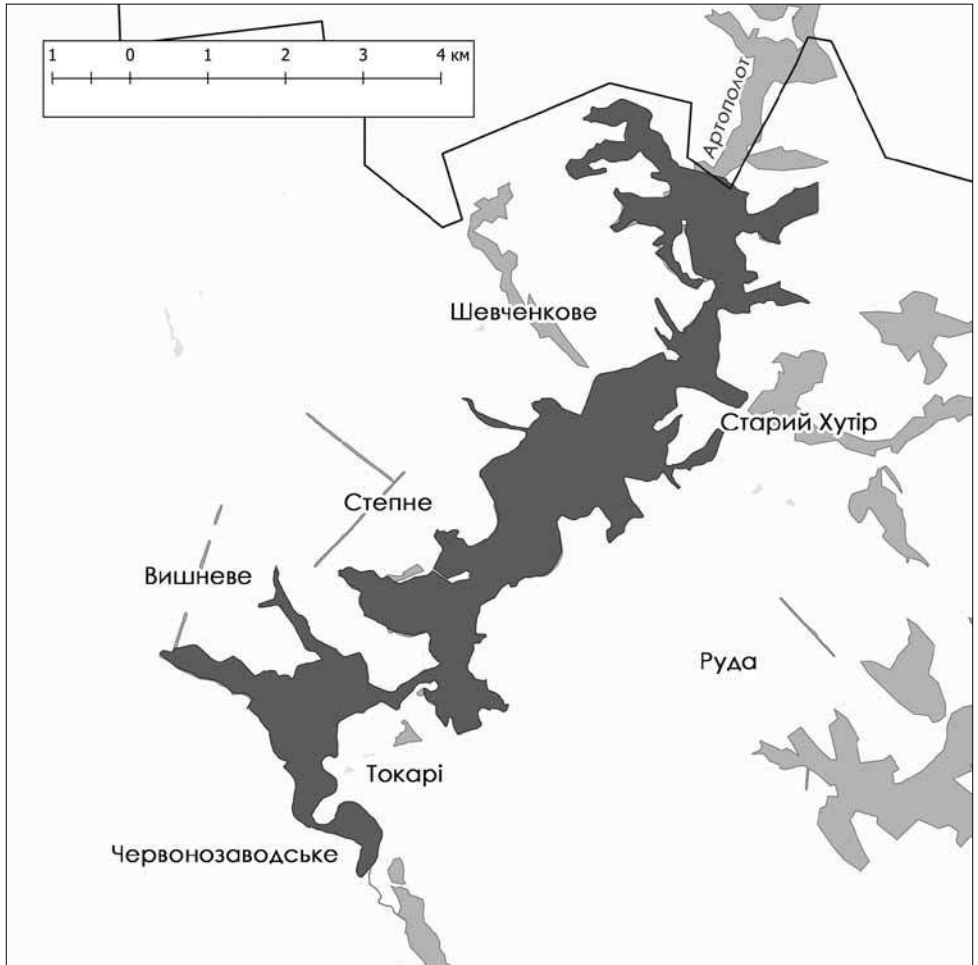 1 0 1 2 3 4 км
Артополот
Шевченкове
Старий Хутір
Степне
Вишневе
Руда
Токарі
Червонозаводське